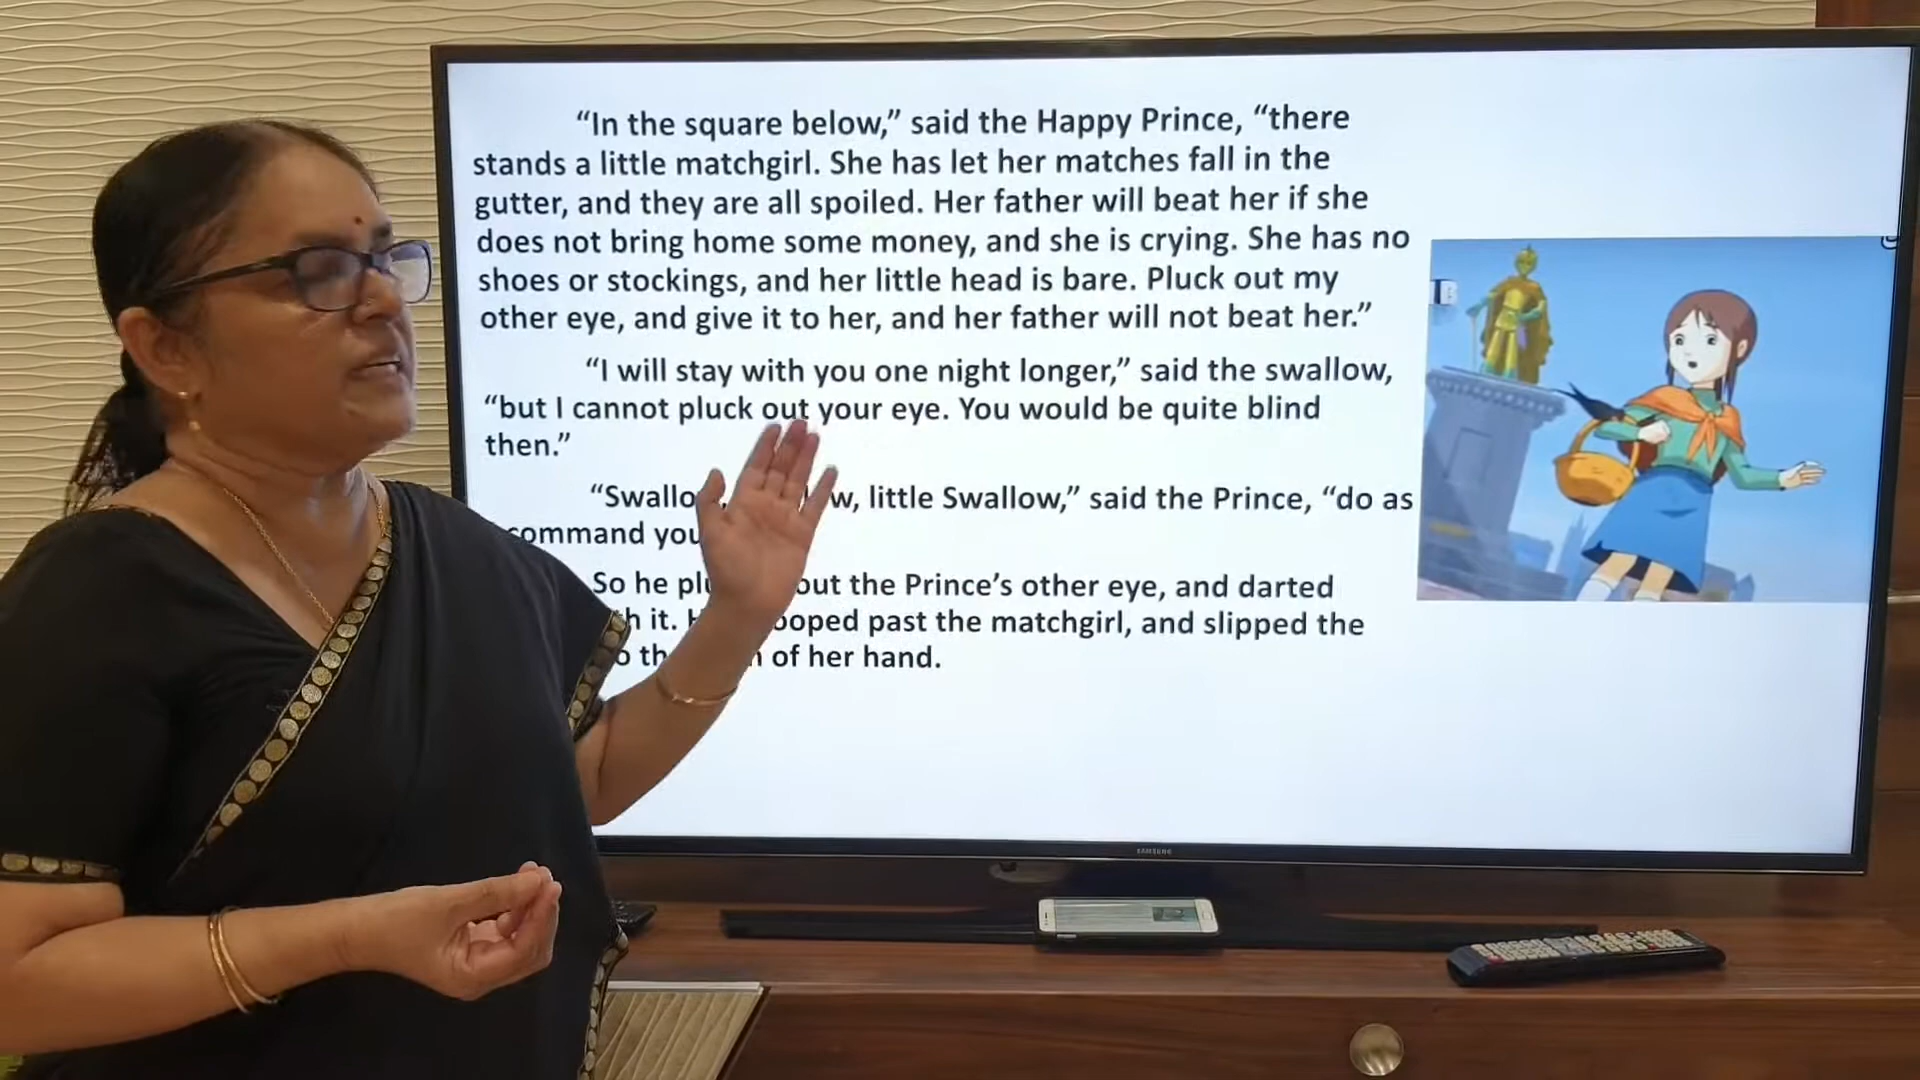 “In the square below,” said the Happy Prince, “there
stands a little matchgirl. She has let her matches fall in the
gutter, and they are all spoiled. Her father will beat her if she
does not bring home some money, and she is crying. She has no
shoes or stockings, and her little head is bare. Pluck out my
other eye, and give it to her, and her father will not beat her.”
“I will stay with you one night longer,” said the swallow,
“but I cannot pluck out your eye. You would be quite blind
then.”
little Swallow,” said the Prince, “do as
command you
So he out the Prince’s other eye, and darted
it. past the matchgirl, and slipped the
of her hand.
SAMSUNG